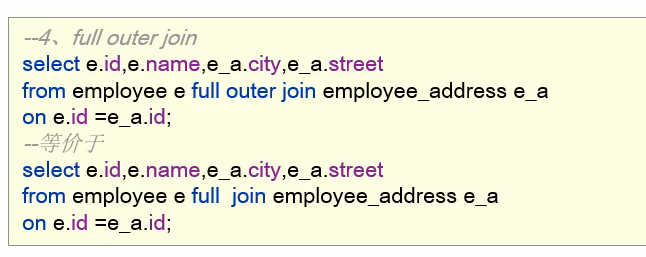 --4、full outer join
select e.id,e.name,e_a.city,e_a.street
from employee e full outer join employee_address e_a
on e.id =e_a.id;
--等价于
select e.id,e.name,e_a.city,e_a.street
from employee e full  join employee_address e_a
on e.id =e_a.id;